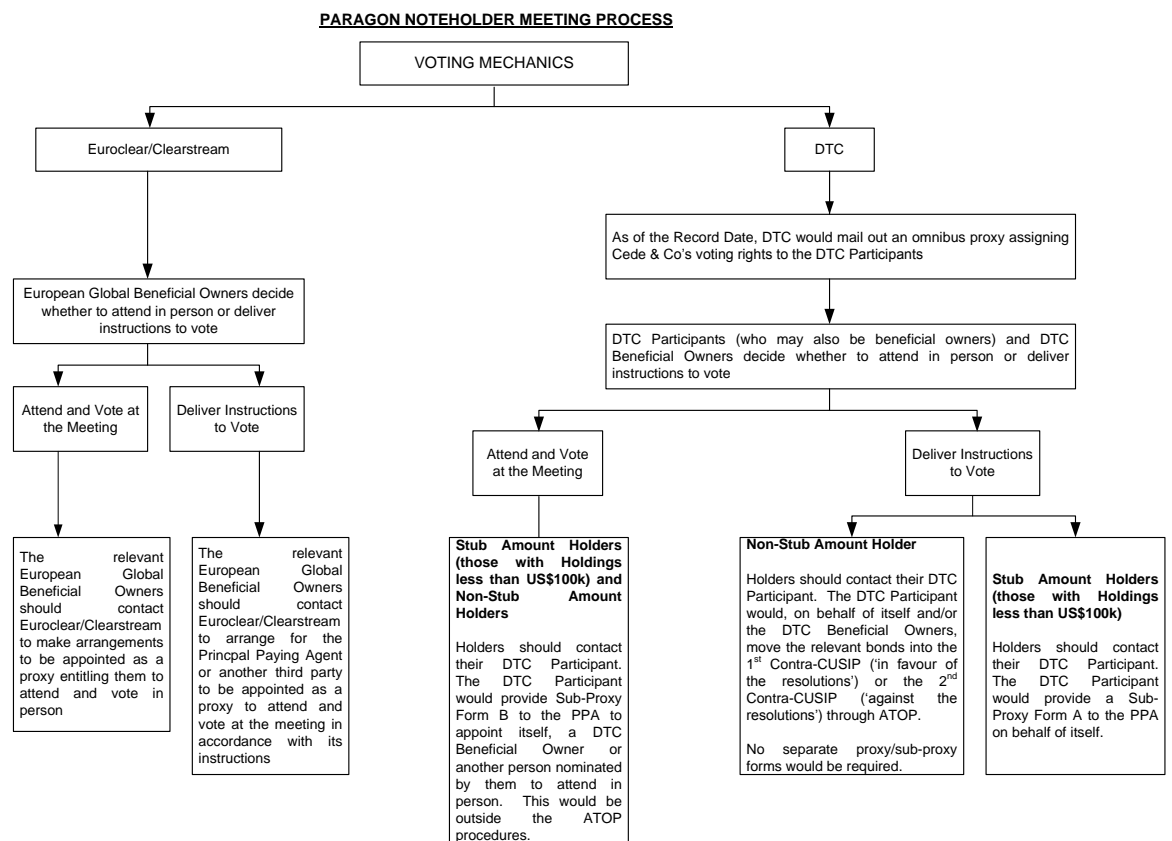 PARAGON NOTEHOLDER MEETING PROCESS
VOTING MECHANICS
Euroclear/Clearstream
DTC
As of the Record Date, DTC would mail out an omnibus proxy assigning
Cede & Co's voting rights to the DTC Participants
European Global Beneficial Owners decide
whether to attend in person or deliver
instructions to vote
DTC Participants (who may also be beneficial owners) and DTC
Beneficial Owners decide whether to attend in person or deliver
instructions to vote
Attend and Vote at
the Meeting
Deliver Instructions
to Vote
Attend and Vote
at the Meeting
Deliver Instructions
to Vote
The relevant
European Global
Beneficial Owners
should contact
Euroclear/Clearstream
to make arrangements
to be appointed as a
proxy entitling them to
attend and vote in
person
The relevant
European Global
Beneficial Owners
should contact
Euroclear/Clearstream
to arrange for the
Princpal Paying Agent
or another third party
to be appointed as a
proxy to attend and
vote at the meeting in
accordance with its
instructions
Stub Amount Holders
(those with Holdings
less than US$100k) and
Non-Stub Amount
Holders
Holders should contact
their DTC Participant.
The DTC Participant
would provide Sub-Proxy
Form B to the PPA to
appoint itself, a DTC
Beneficial Owner or
another person nominated
by them to attend in
person. This would be
outside the ATOP
procedures.
Non-Stub Amount Holder
Holders should contact their DTC
Participant. The DTC Participant
would, on behalf of itself and/or
the DTC Beneficial Owners,
move the relevant bonds into the
1st Contra-CUSIP ('in favour of
the resolutions') or the 2nd
Contra-CUSIP ('against the
resolutions') through ATOP.
No separate proxy/sub-proxy
forms would be required.
Stub Amount Holders
(those with Holdings
less than US$100k)
Holders should contact
their DTC Participant.
The DTC Participant
would provide a Sub-
Proxy Form A to the PPA
on behalf of itself.